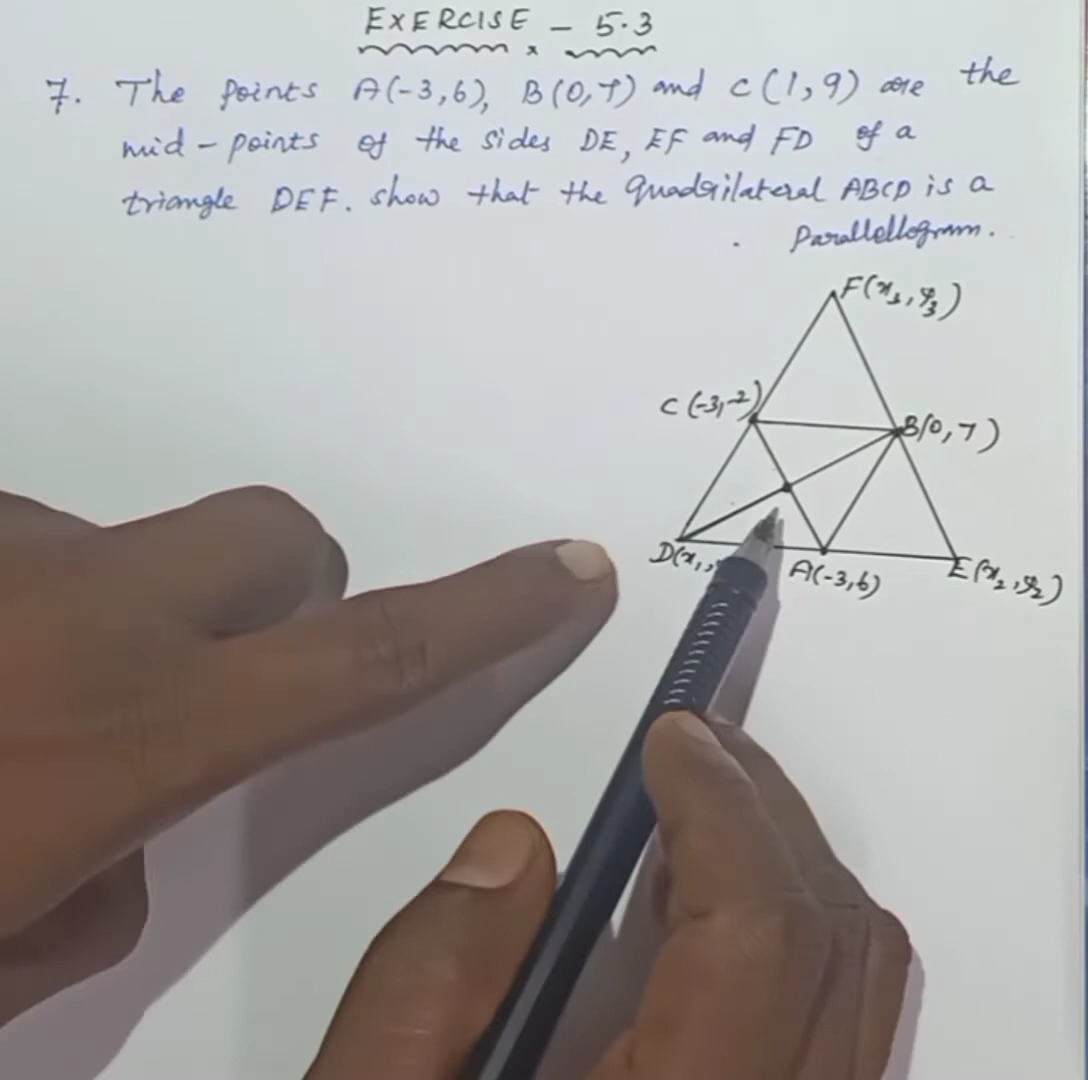 EXERCISE - 5.3
7. The points A(-3,6), B(0,7) and C(1,9) are the
mid-points of the sides DE, EF and FD of a
triangle DEF. show that the Quadrilateral ABCD is a
Parallellogram.
F(x₃, y₃)
C(-3,-2)
B(0,7)
D(x₁,
A(-3,6)
E(x₂, y₂)